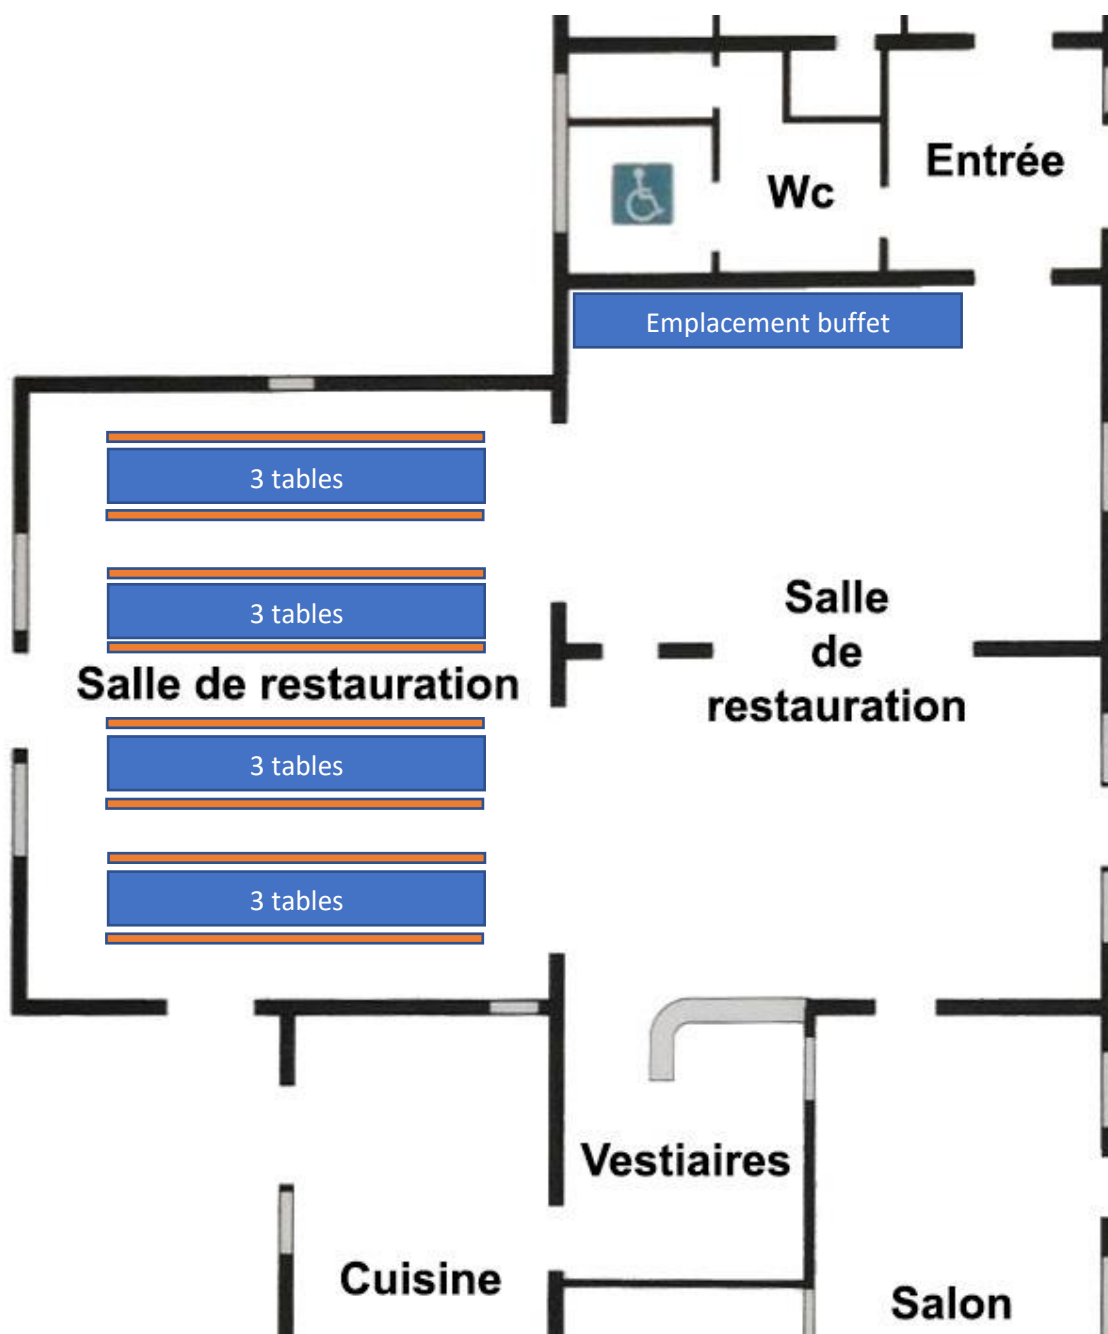 Entrée
Wc
Emplacement buffet
3 tables
3 tables
Salle
de
restauration
Salle de restauration
3 tables
3 tables
Vestiaires
Cuisine
Salon